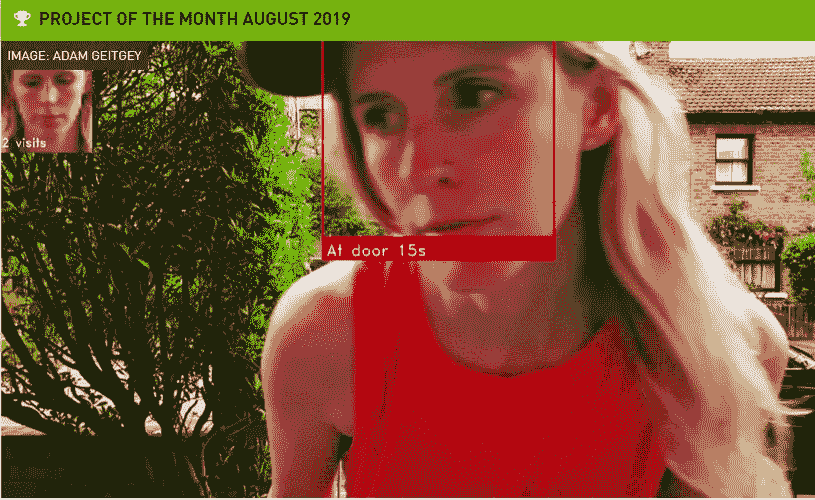 PROJECT OF THE MONTH AUGUST 2019
IMAGE: ADAM GEITGEY
2 visits
At door 15s